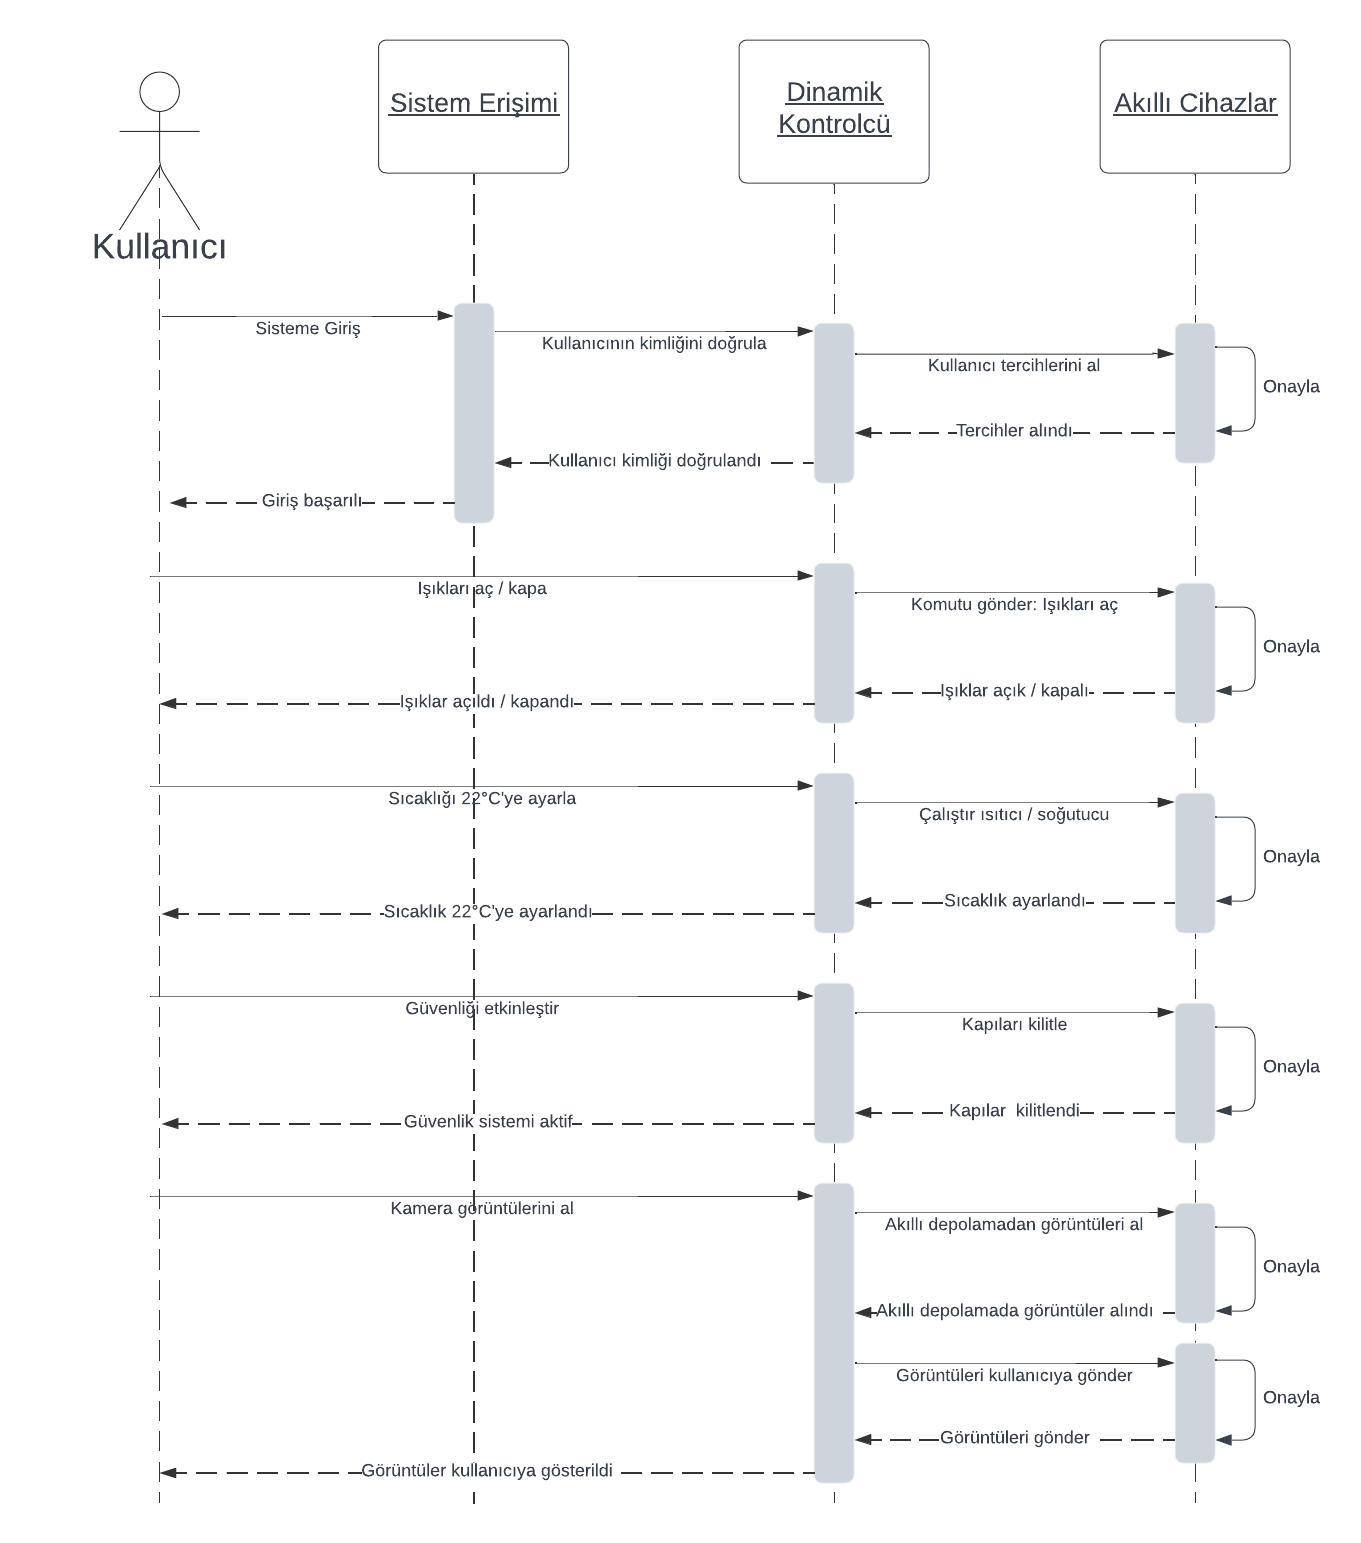 Kullanıcı
Sistem Erişimi
Dinamik
Kontrolcü
Akıllı Cihazlar
Sisteme Giriş
Kullanıcının kimliğini doğrula
Kullanıcı tercihlerini al
Onayla
Tercihler alındı
Kullanıcı kimliği doğrulandı
Giriş başarılı
Işıkları aç / kapa
Komutu gönder: Işıkları aç
Onayla
Işıklar açık / kapalı
Işıklar açıldı / kapandı
Sıcaklığı 22°C'ye ayarla
Çalıştır ısıtıcı / soğutucu
Onayla
Sıcaklık ayarlandı
Sıcaklık 22°C'ye ayarlandı
Güvenliği etkinleştir
Kapıları kilitle
Onayla
Kapılar  kilitlendi
Güvenlik sistemi aktif
Kamera görüntülerini al
Akıllı depolamadan görüntüleri al
Onayla
Akıllı depolamada görüntüler alındı
Görüntüleri kullanıcıya gönder
Onayla
Görüntüleri gönder
Görüntüler kullanıcıya gösterildi